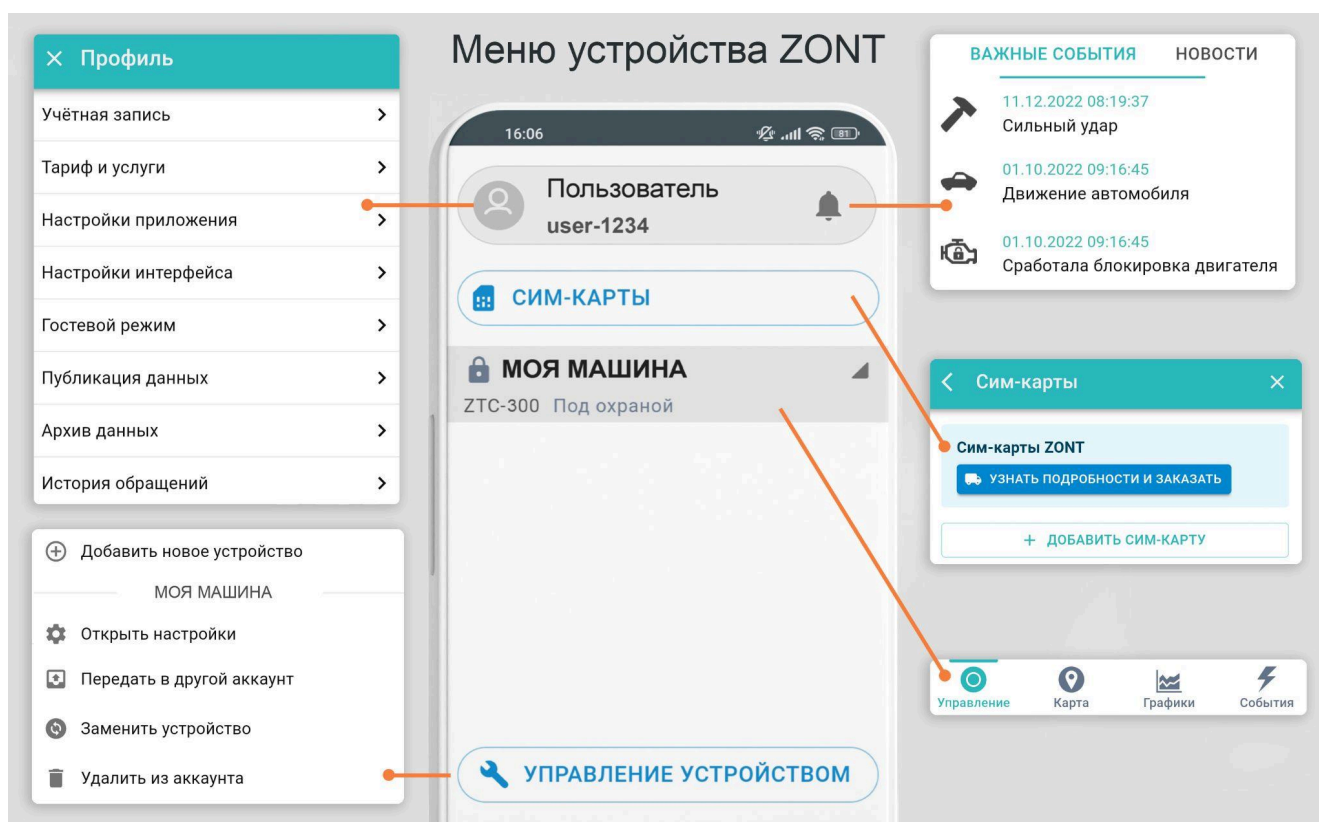 Меню устройства ZONT
Профиль
Учётная запись
Тариф и услуги
Настройки приложения
Настройки интерфейса
Гостевой режим
Публикация данных
Архив данных
История обращений
Добавить новое устройство
МОЯ МАШИНА
Открыть настройки
Передать в другой аккаунт
Заменить устройство
Удалить из аккаунта
16:06
81
Пользователь
user-1234
СИМ-КАРТЫ
МОЯ МАШИНА
ZTC-300 Под охраной
УПРАВЛЕНИЕ УСТРОЙСТВОМ
ВАЖНЫЕ СОБЫТИЯ НОВОСТИ
11.12.2022 08:19:37
Сильный удар
01.10.2022 09:16:45
Движение автомобиля
01.10.2022 09:16:45
Сработала блокировка двигателя
Сим-карты
Сим-карты ZONT
УЗНАТЬ ПОДРОБНОСТИ И ЗАКАЗАТЬ
+ ДОБАВИТЬ СИМ-КАРТУ
Управление Карта Графики События